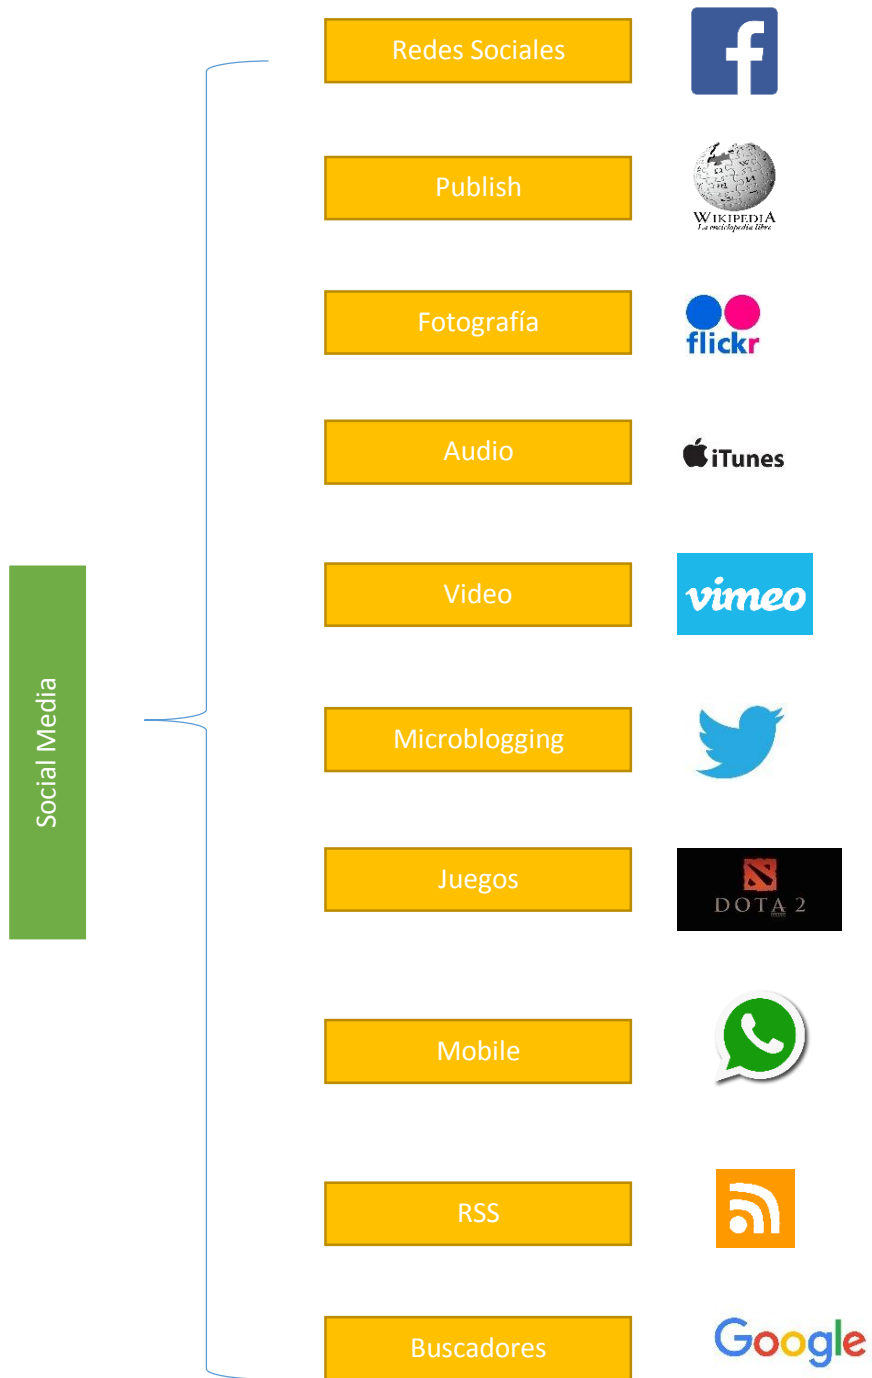 Social Media
Redes Sociales
f
Publish
WIKIPEDIA
La enciclopedia libre
Fotografía
flickr
Audio
iTunes
Video
vimeo
Microblogging
Juegos
DOTA 2
Mobile
RSS
Buscadores
Google